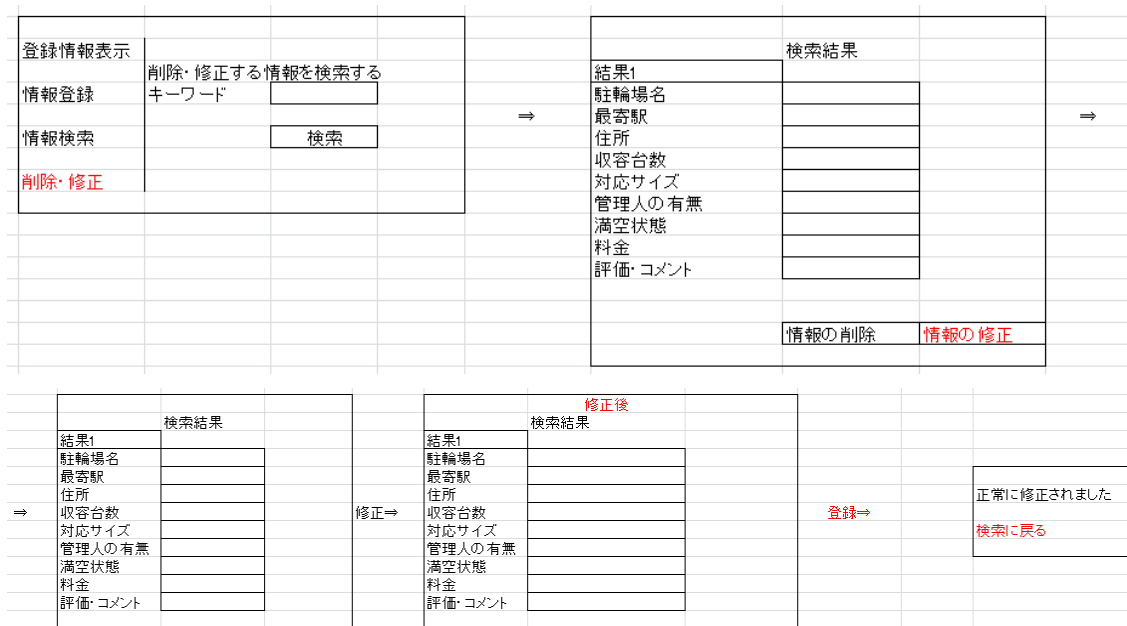 登録情報表示
削除・修正する情報を検索する
情報登録 キーワード
情報検索 検索
削除・修正
⇒
検索結果
結果1
駐輪場名
最寄駅
住所
収容台数
対応サイズ
管理人の有無
満空状態
料金
評価・コメント
情報の削除 情報の修正
⇒
⇒
検索結果
結果1
駐輪場名
最寄駅
住所
収容台数
対応サイズ
管理人の有無
満空状態
料金
評価・コメント
修正⇒
修正後
検索結果
結果1
駐輪場名
最寄駅
住所
収容台数
対応サイズ
管理人の有無
満空状態
料金
評価・コメント
登録⇒
正常に修正されました
検索に戻る